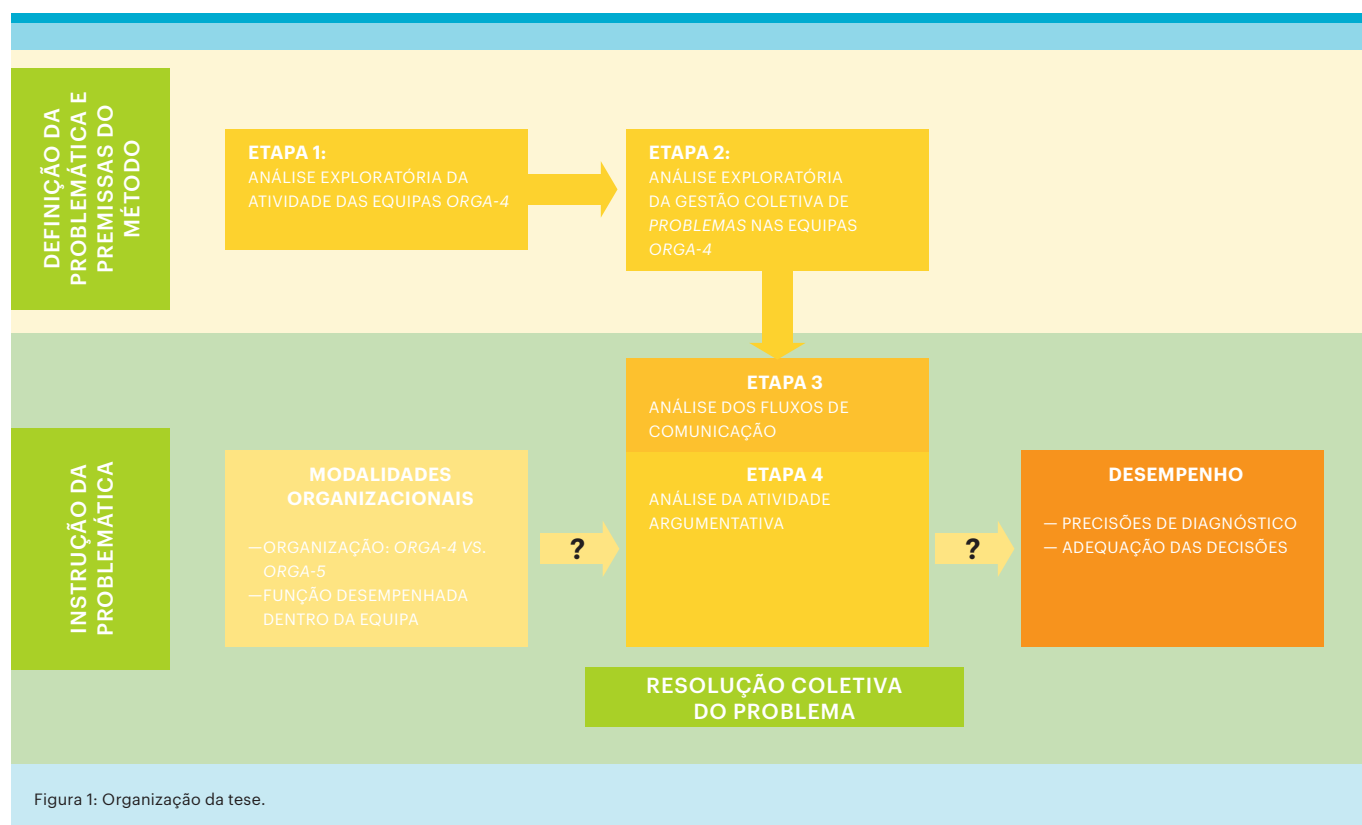 DEFINIÇÃO DA
PROBLEMÁTICA E
PREMISSAS DO
MÉTODO
ETAPA 1:
ANÁLISE EXPLORATÓRIA DA
ATIVIDADE DAS EQUIPAS ORGA-4
ETAPA 2:
ANÁLISE EXPLORATÓRIA
DA GESTÃO COLETIVA DE
PROBLEMAS NAS EQUIPAS
ORGA-4
INSTRUÇÃO DA
PROBLEMÁTICA
MODALIDADES
ORGANIZACIONAIS
—ORGANIZAÇÃO: ORGA-4 VS.
ORGA-5
—FUNÇÃO DESEMPENHADA
DENTRO DA EQUIPA
?
ETAPA 3
ANÁLISE DOS FLUXOS DE
COMUNICAÇÃO
ETAPA 4
ANÁLISE DA ATIVIDADE
ARGUMENTATIVA
?
DESEMPENHO
— PRECISÕES DE DIAGNÓSTICO
— ADEQUAÇÃO DAS DECISÕES
RESOLUÇÃO COLETIVA
DO PROBLEMA
Figura 1: Organização da tese.